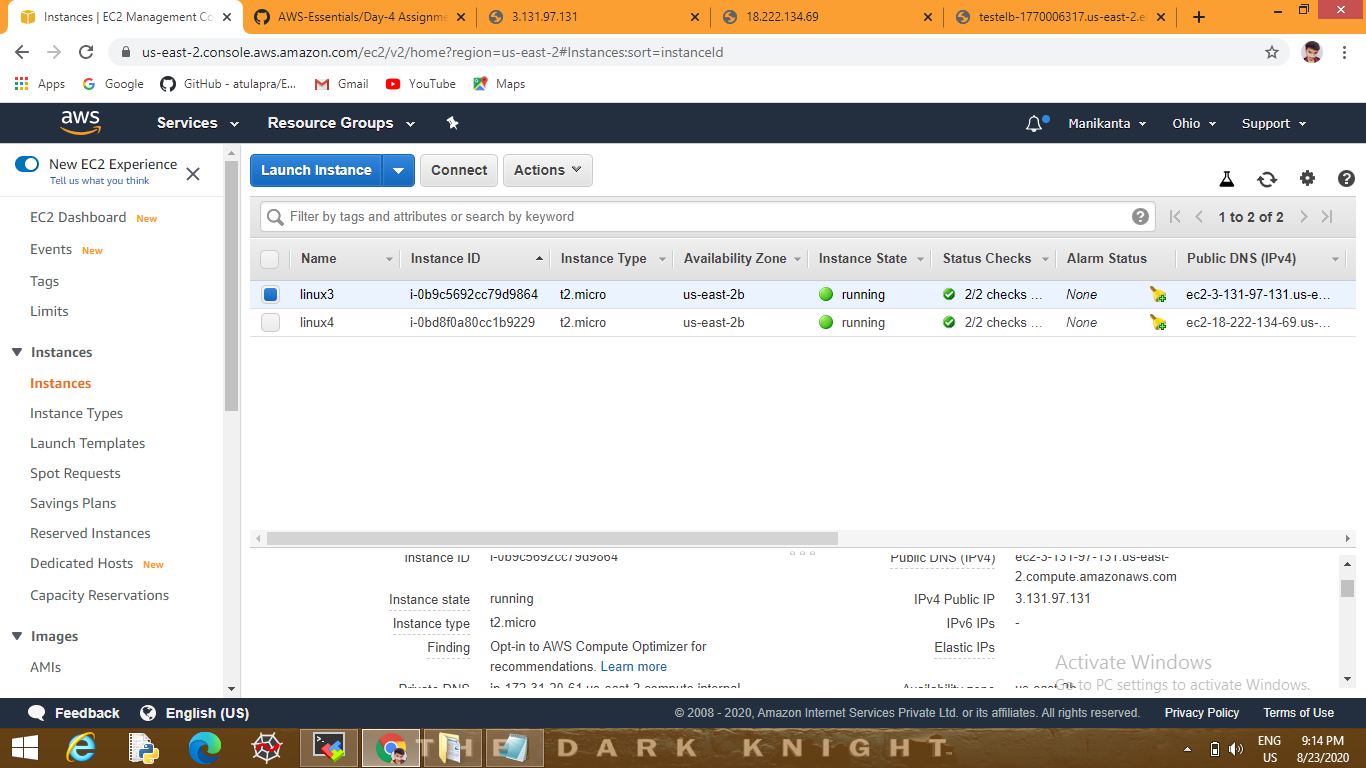 Instances | EC2 Management Co
AWS-Essentials/Day-4 Assignme
3.131.97.131
18.222.134.69
testelb-1770006317.us-east-2.e
us-east-2.console.aws.amazon.com/ec2/v2/home?region=us-east-2#Instances:sort=instanceId
Apps
Google
GitHub - atulapra/E...
Gmail
YouTube
Maps
aws
Services
Resource Groups
Manikanta
Ohio
Support
New EC2 Experience
Tell us what you think
EC2 Dashboard New
Events New
Tags
Limits
Instances
Instances
Instance Types
Launch Templates
Spot Requests
Savings Plans
Reserved Instances
Dedicated Hosts New
Capacity Reservations
Images
AMIs
Launch Instance
Connect
Actions
Filter by tags and attributes or search by keyword
1 to 2 of 2
Name Instance ID Instance Type Availability Zone Instance State Status Checks Alarm Status Public DNS (IPv4)
linux3 i-0b9c5692cc79d9864 t2.micro us-east-2b running 2/2 checks ... None ec2-3-131-97-131.us-e...
linux4 i-0bd8f0a80cc1b9229 t2.micro us-east-2b running 2/2 checks ... None ec2-18-222-134-69.us-...
Instance ID i-0b9c5692cc79d9864
Instance state running
Instance type t2.micro
Finding Opt-in to AWS Compute Optimizer for
recommendations. Learn more
Private DNS ip-172-31-20-61.us-east-2.compute.internal
Public DNS (IPv4) ec2-3-131-97-131.us-east-
2.compute.amazonaws.com
IPv4 Public IP 3.131.97.131
IPv6 IPs -
Elastic IPs
Availability zone us-east-2b
Activate Windows
Go to PC settings to activate Windows.
Feedback
English (US)
© 2008 - 2020, Amazon Internet Services Private Ltd. or its affiliates. All rights reserved.
Privacy Policy
Terms of Use
THE DARK KNIGHT
ENG
US
9:14 PM
8/23/2020